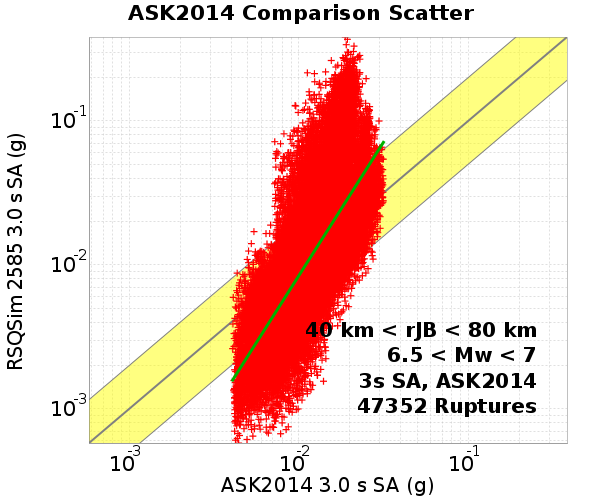 ASK2014 Comparison Scatter
RSQSim 2585 3.0 s SA (g)
10-1
10-2
10-3
40 km < rJB < 80 km
6.5 < Mw < 7
3s SA, ASK2014
47352 Ruptures
10-3 10-2 10-1
ASK2014 3.0 s SA (g)